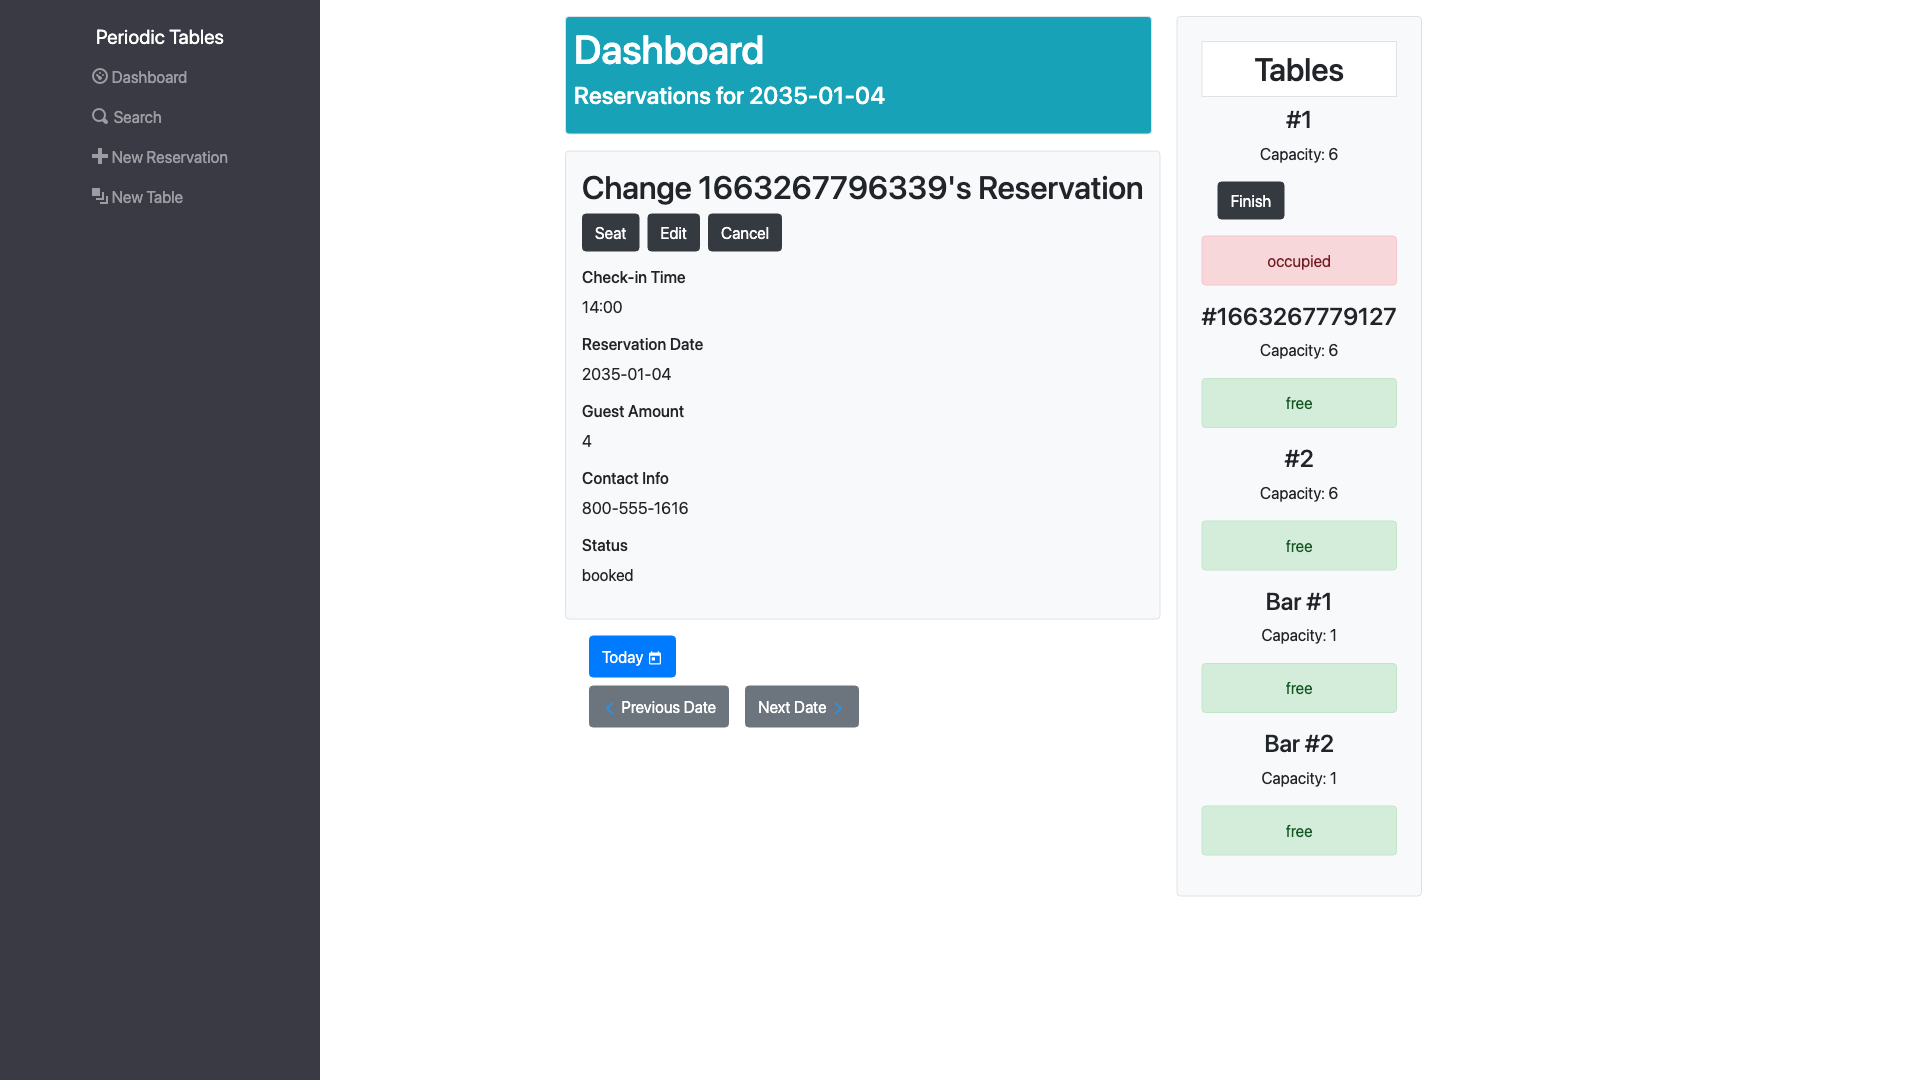 Periodic Tables
Dashboard
Search
New Reservation
New Table
Dashboard
Reservations for 2035-01-04
Change 1663267796339's Reservation
Seat
Edit
Cancel
Check-in Time
14:00
Reservation Date
2035-01-04
Guest Amount
4
Contact Info
800-555-1616
Status
booked
Today
Previous Date
Next Date
Tables
#1
Capacity: 6
Finish
occupied
#1663267779127
Capacity: 6
free
#2
Capacity: 6
free
Bar #1
Capacity: 1
free
Bar #2
Capacity: 1
free